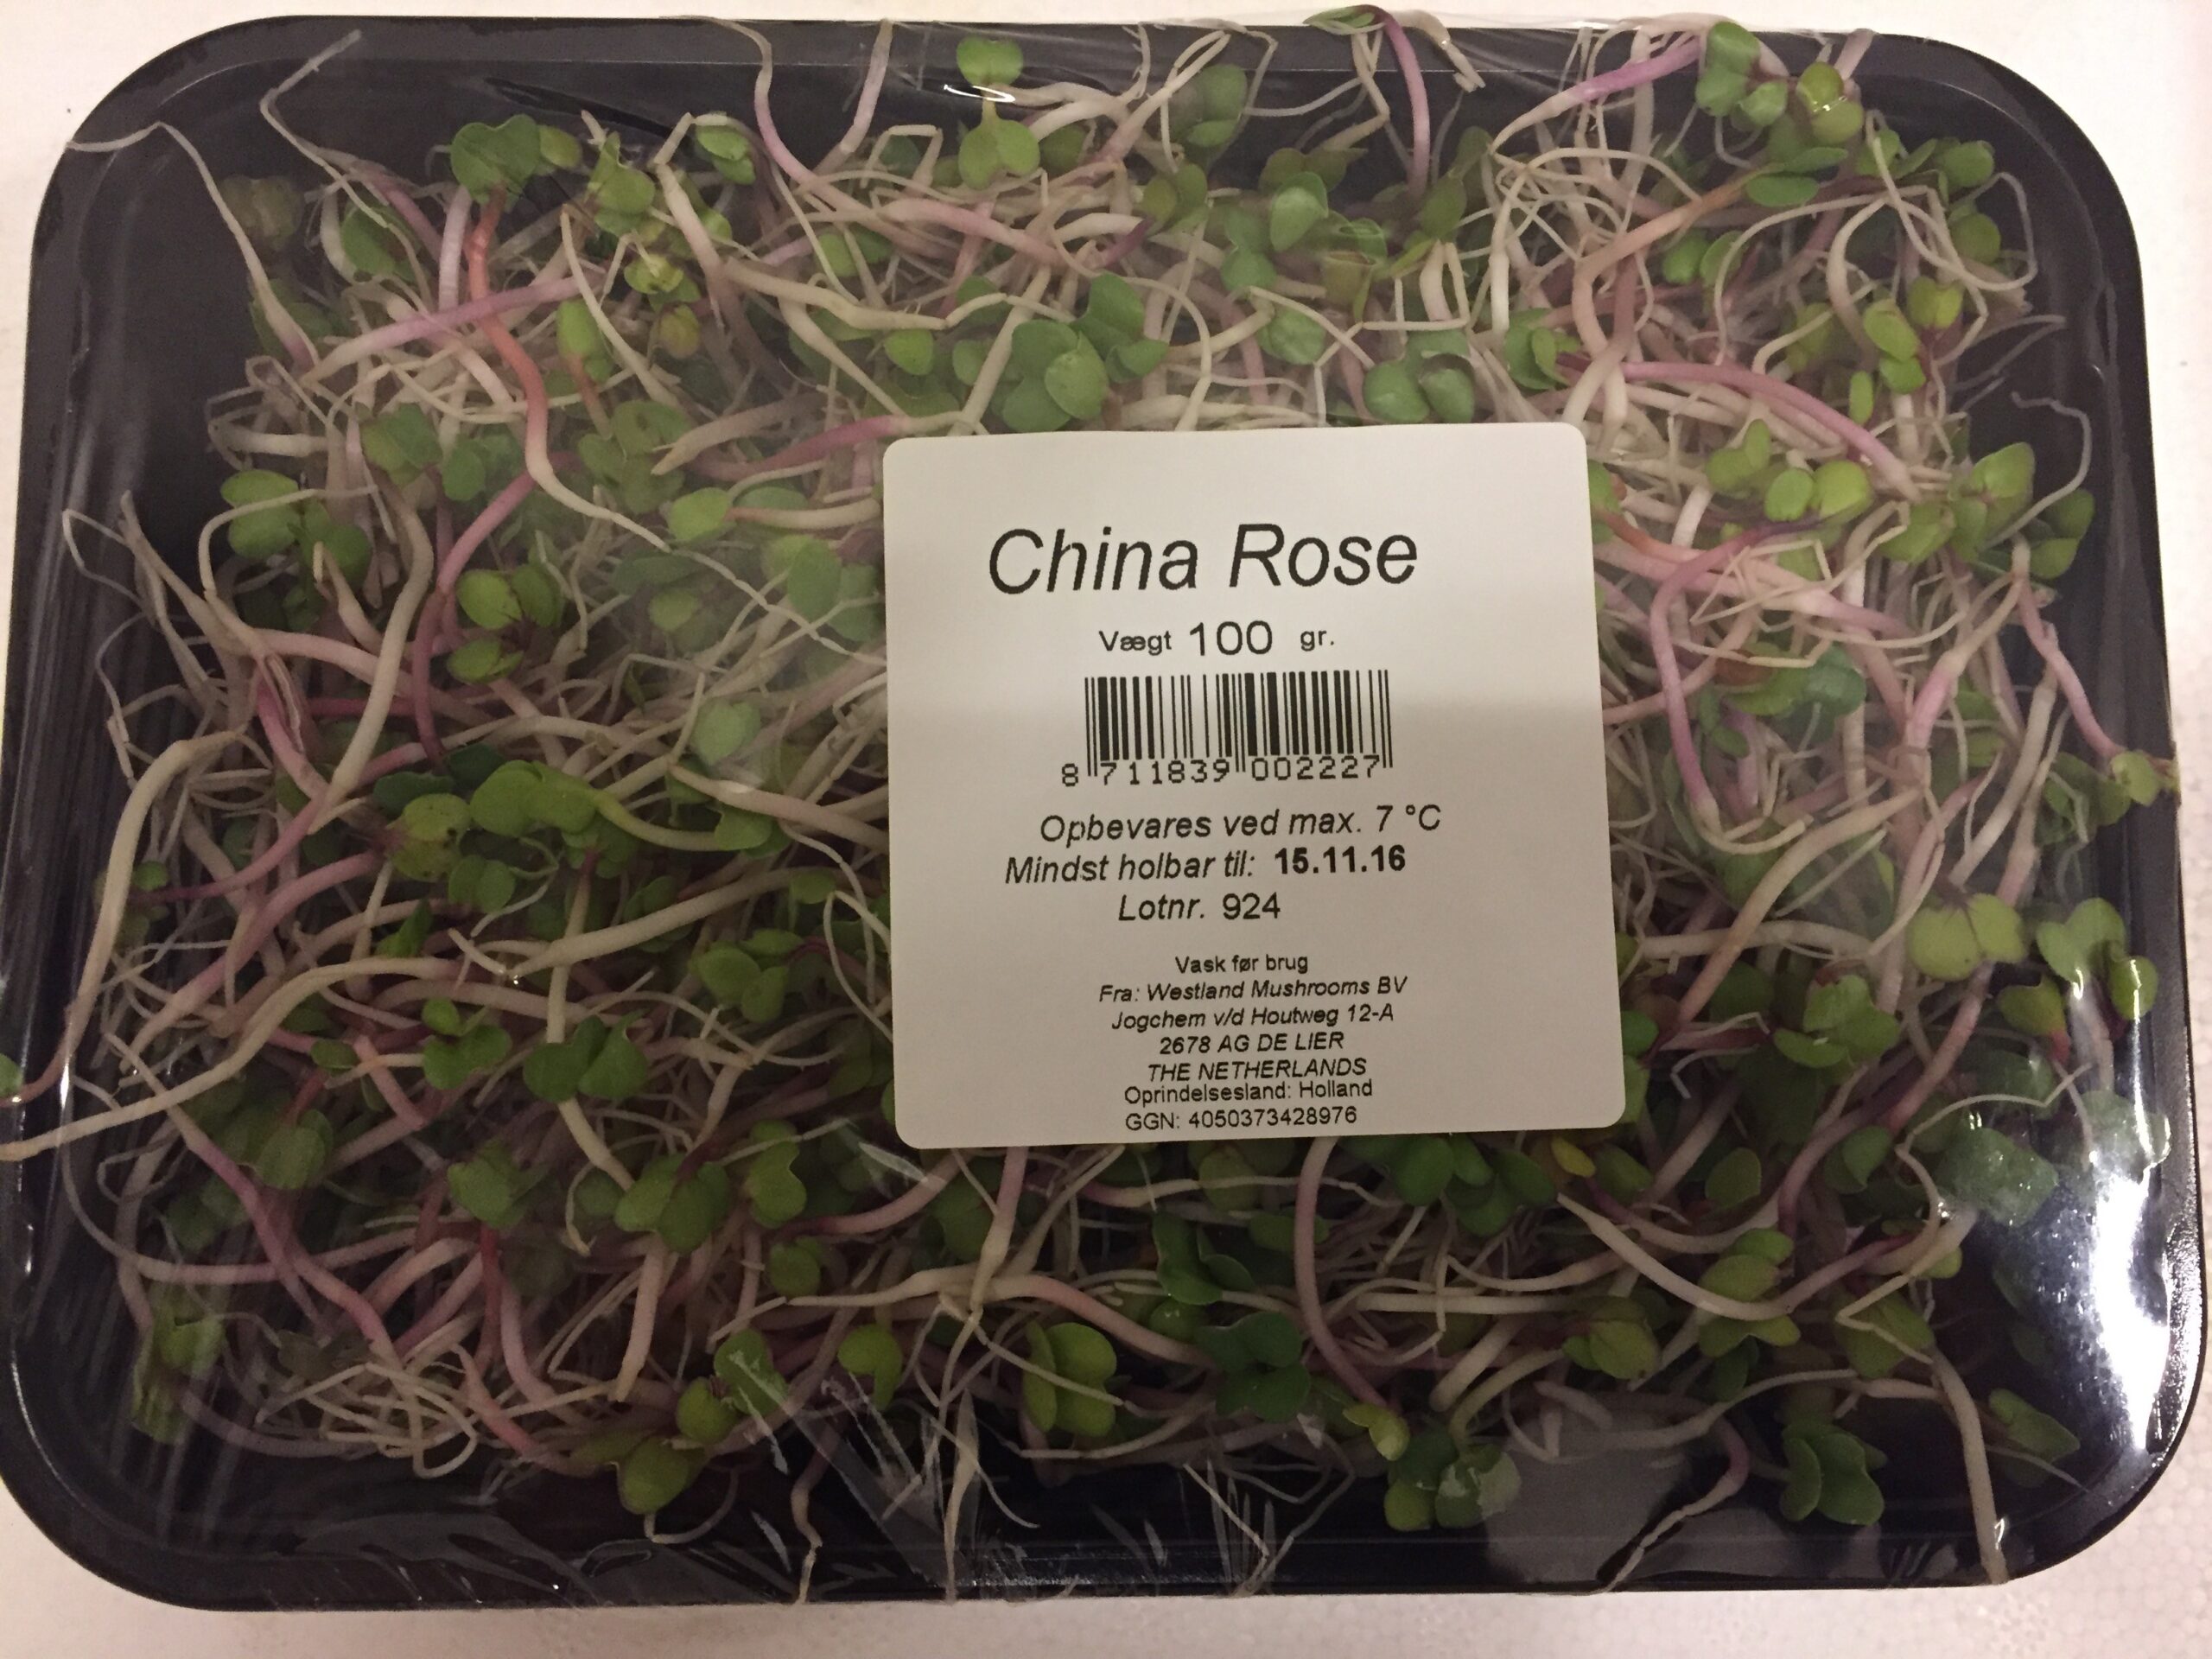 China Rose
Vægt 100 gr.
8 711839 002227
Opbevares ved max. 7 °C
Mindst holbar til: 15.11.16
Lotnr. 924
Vask før brug
Fra: Westland Mushrooms BV
Jogchem v/d Houtweg 12-A
2678 AG DE LIER
THE NETHERLANDS
Oprindelsesland: Holland
GGN: 4050373428976